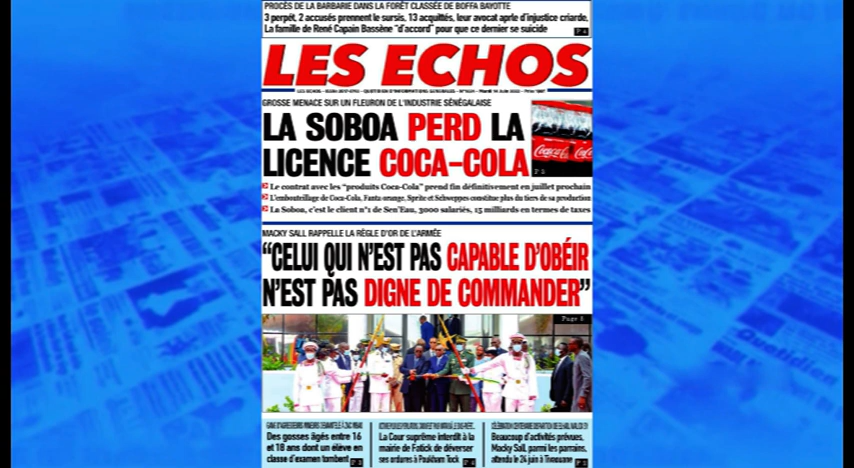 PROCÈS DE LA BARBARIE DANS LA FORÊT CLASSÉE DE BOFFA BAYOTTE
3 perpét, 2 accusés prennent le sursis, 13 acquittés, leur avocat aprle d'injustice criarde,
La famille de René Capain Bassène "d'accord" pour que ce dernier se suicide
LES ECHOS
GROSSE MENACE SUR UN FLEURON DE L'INDUSTRIE SÉNÉGALAISE
LA SOBOA PERD LA
LICENCE COCA-COLA
Coca-Cola
P 5
Le contrat avec les "produits Coca-Cola" prend fin définitivement en juillet prochain
L'embouteillage de Coca-Cola, Fanta orange, Sprite et Schweppes constitue plus du tiers de sa production
La Soboa, c'est le client n°1 de Sen'Eau, 3000 salariés, 15 milliards en termes de taxes
MACKY SALL RAPPELLE LA RÈGLE D'OR DE L'ARMÉE
"CELUI QUI N'EST PAS CAPABLE D'OBÉIR
N'EST PAS DIGNE DE COMMANDER"
Des gosses âgés entre 16
et 18 ans dont un élève en
classe d'examen tombent
La Cour suprême interdit à la
mairie de Fatick de déverser
ses ordures à Poukham Tock
Beaucoup d'activités prévues,
Macky Sall, parmi les parrains,
attendu le 24 juin à Tivaouane
Quotidien